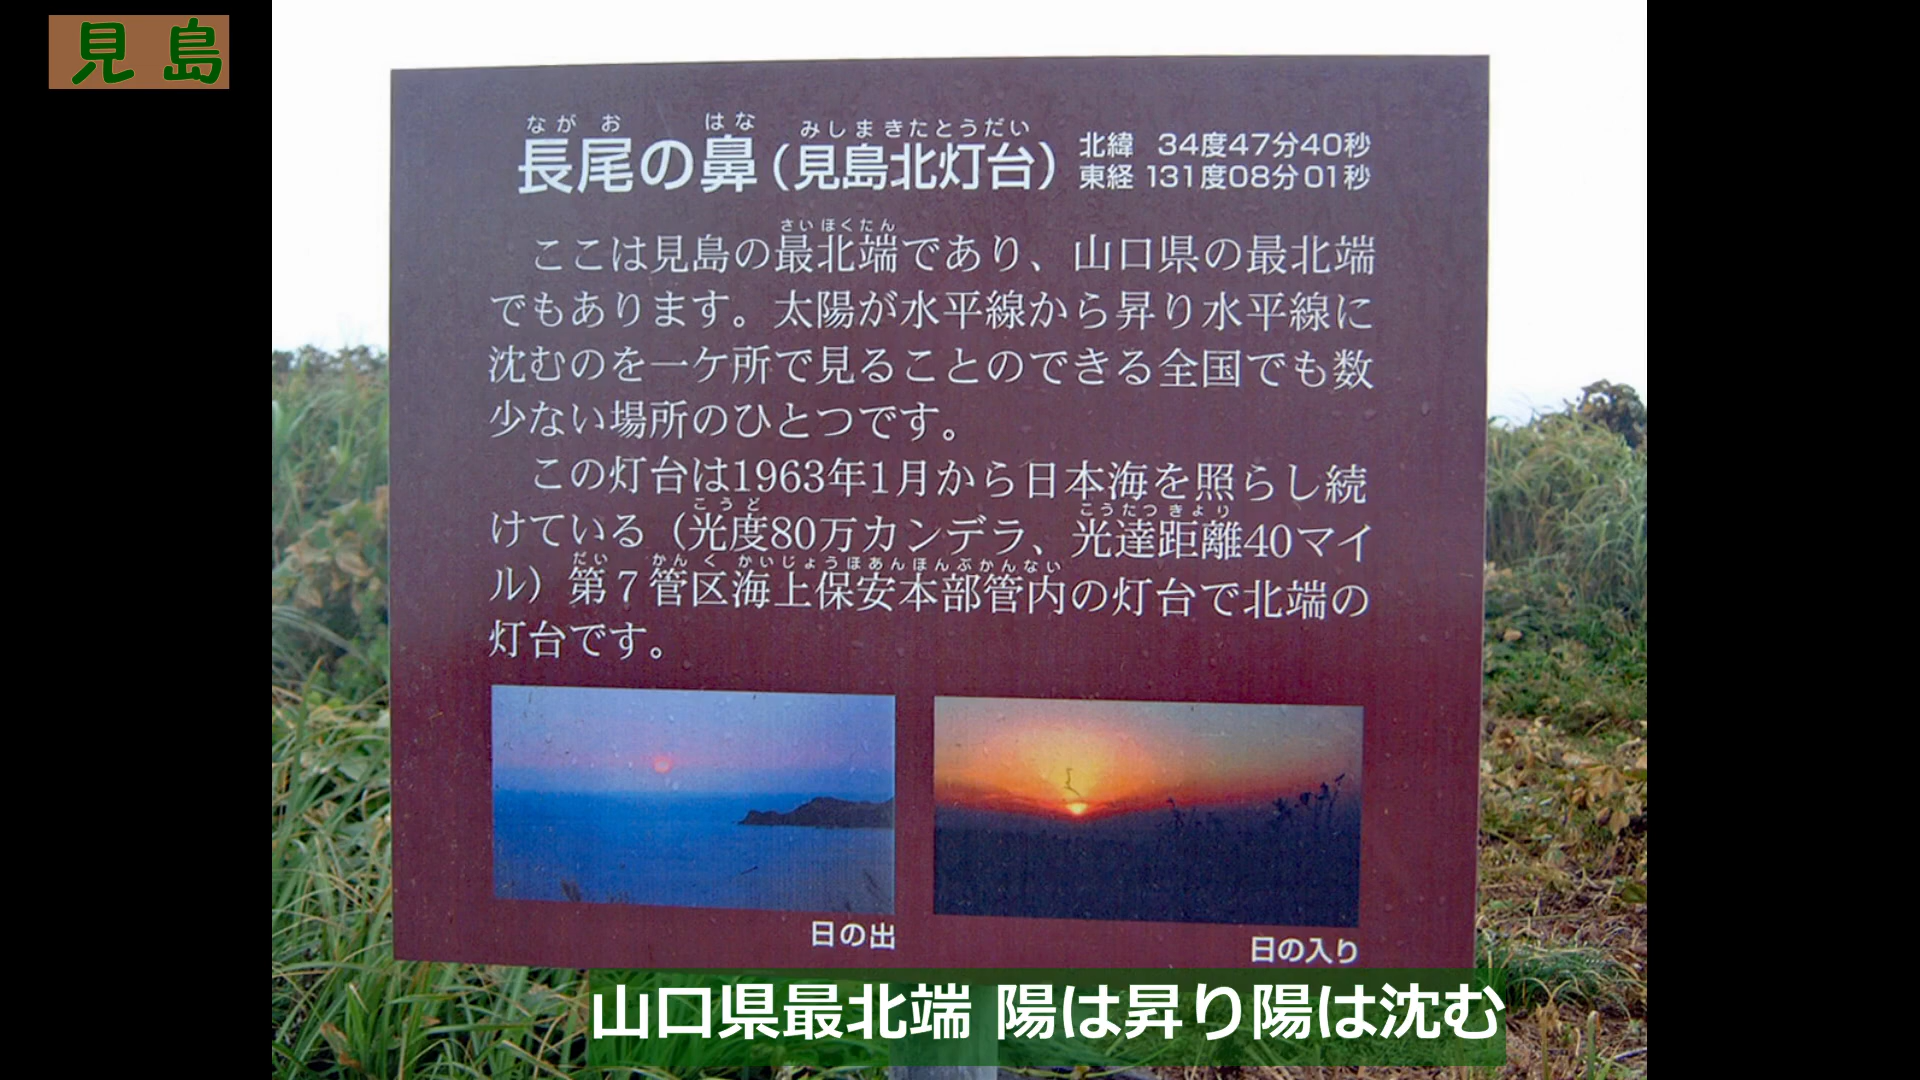 見島
ながお はな みしまきたとうだい
長尾の鼻(見島北灯台)
北緯 34度47分40秒
東経 131度08分01秒
さいほくたん
ここは見島の最北端であり、山口県の最北端
でもあります。太陽が水平線から昇り水平線に
沈むのを一ケ所で見ることのできる全国でも数
少ない場所のひとつです。
この灯台は1963年1月から日本海を照らし続
こうど こうたつきより
けている(光度80万カンデラ、光達距離40マイ
だい かんくかいじょうほあんほんぶかんない
ル)第7管区海上保安本部管内の灯台で北端の
灯台です。
日の出
日の入り
山口県最北端 陽は昇り陽は沈む